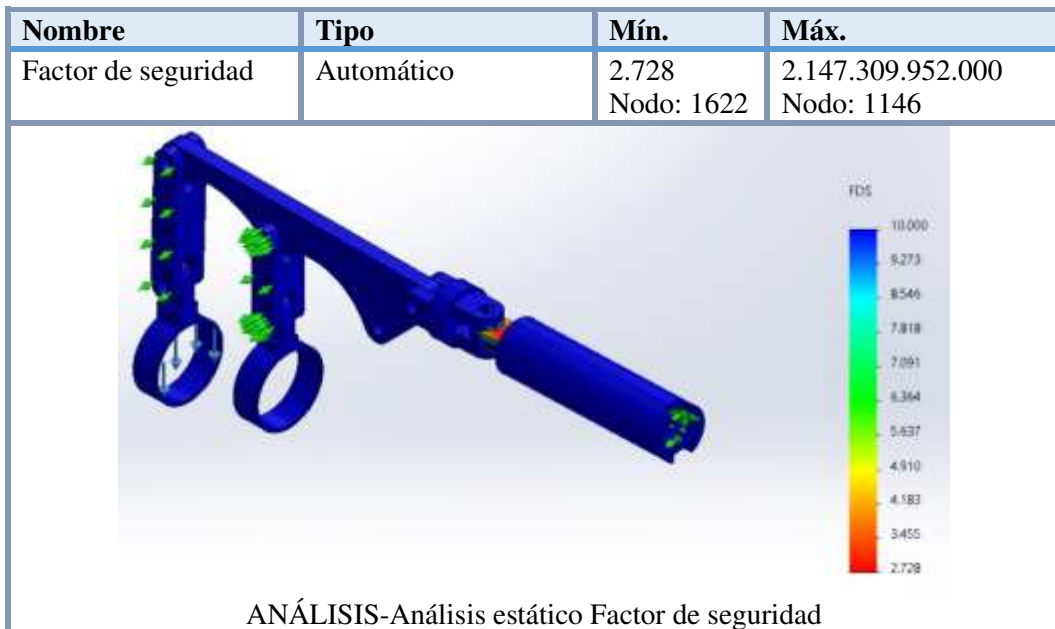 Nombre Tipo Mín. Máx.
Factor de seguridad Automático 2.728 2.147.309.952.000
Nodo: 1622 Nodo: 1146
FDS
10.000
9.273
8.546
7.818
7.091
6.364
5.637
4.910
4.183
3.455
2.728
ANÁLISIS-Análisis estático Factor de seguridad